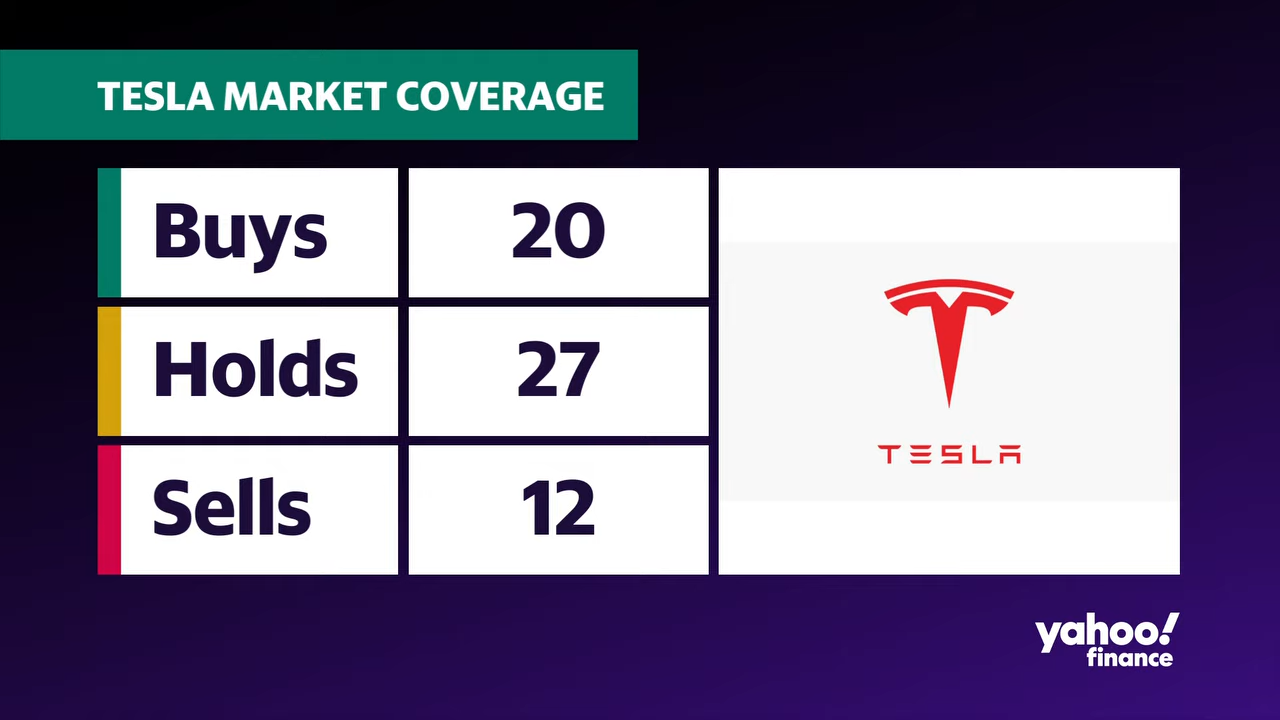 TESLA MARKET COVERAGE
Buys 20
Holds 27
Sells 12
TESLA
yahoo!
finance